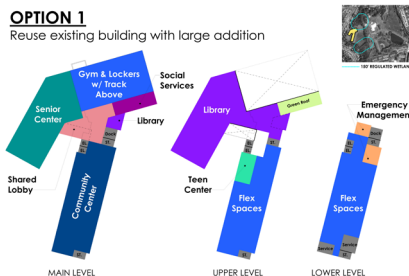 OPTION 1
Reuse existing building with large addition
120' REGULATED WETLAN
Gym & Lockers
w/ Track
Above
Social
Services
Senior
Center
Library
Shared
Lobby
Community
Center
MAIN LEVEL
Library
Green Roof
Teen
Center
Flex
Spaces
UPPER LEVEL
Emergency
Management
Flex
Spaces
Service
Service
LOWER LEVEL